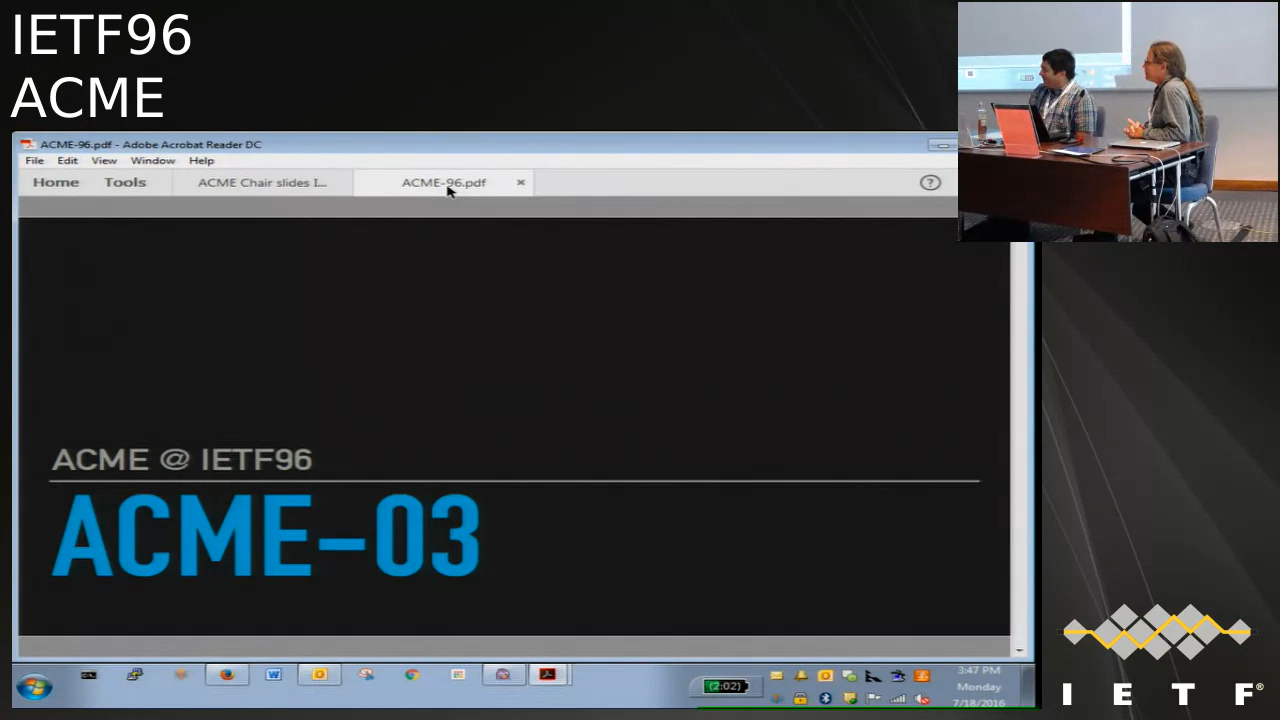 IETF96
ACME
ACME-96.pdf - Adobe Acrobat Reader DC
File Edit View Window Help
Home Tools ACME Chair slides I... ACME-96.pdf × ?
ACME @ IETF96
ACME-03
(2:02)
3:47 PM
Monday
7/18/2016
I E T F®